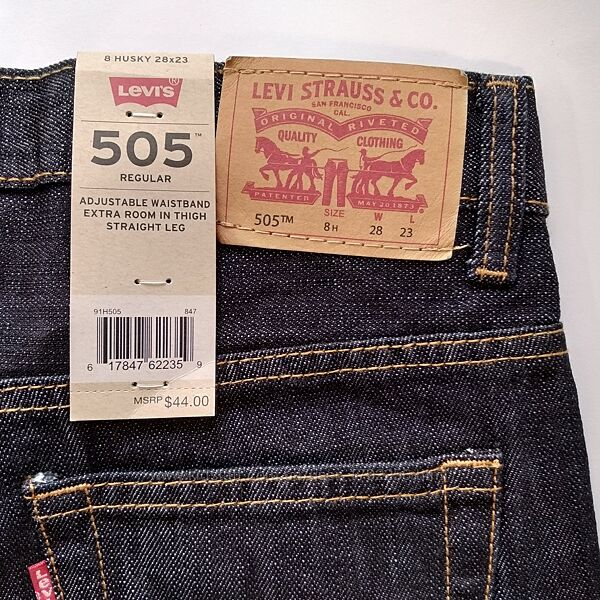 8 HUSKY 28x23
LEVI'S®
505™
REGULAR
ADJUSTABLE WAISTBAND
EXTRA ROOM IN THIGH
STRAIGHT LEG
91H505 847
6 17847 62235 9
MSRP $44.00
LEVI STRAUSS & CO.
SAN FRANCISCO
CAL.
ORIGINAL RIVETED
QUALITY CLOTHING
PATENTED MAY 20 1873
SIZE W L
505™ 8H 28 23
LEVI'S